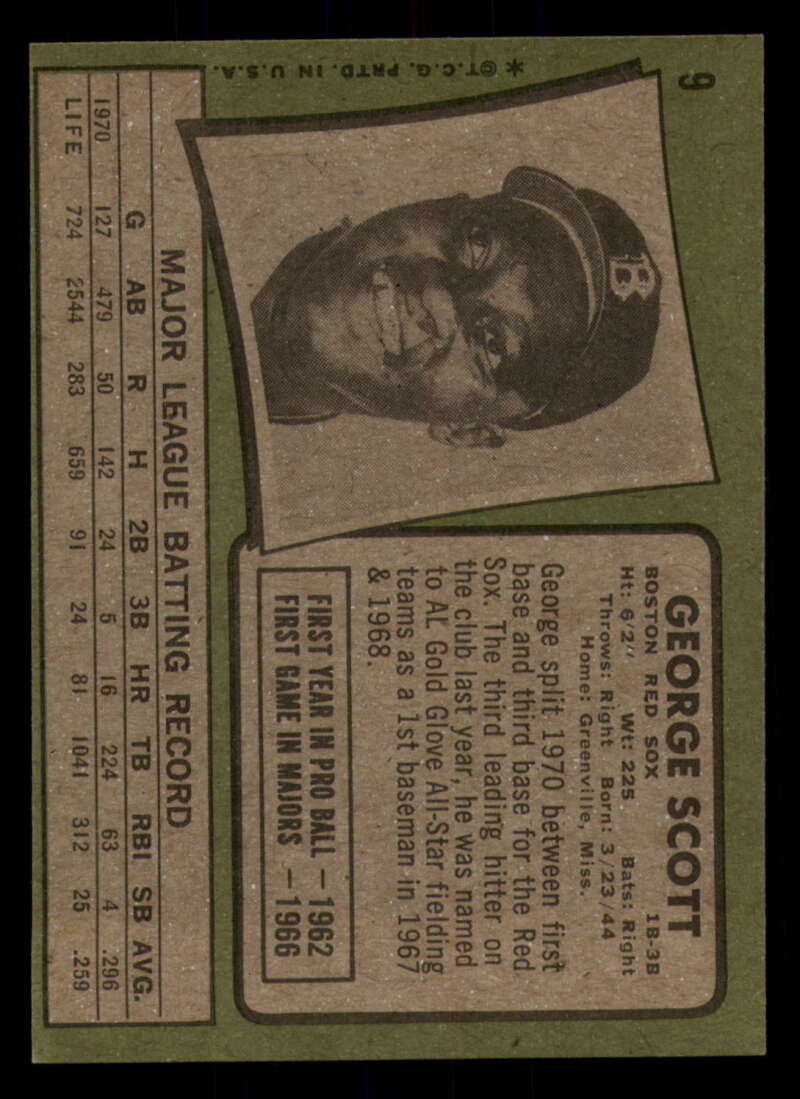 9
* ©T.C.G. PRTD. IN U.S.A.
B
GEORGE SCOTT
BOSTON RED SOX 1B-3B
Ht: 6'2" Wt: 225 Bats: Right
Throws: Right Born: 3/23/44
Home: Greenville, Miss.
George split 1970 between first
base and third base for the Red
Sox. The third leading hitter on
the club last year, he was named
to AL Gold Glove All-Star fielding
teams as a 1st baseman in 1967
& 1968.
FIRST YEAR IN PRO BALL — 1962
FIRST GAME IN MAJORS — 1966
MAJOR LEAGUE BATTING RECORD
G AB R H 2B 3B HR TB RBI SB AVG.
1970 127 479 50 142 24 5 16 224 63 4 .296
LIFE 724 2544 283 659 91 24 81 1041 312 25 .259